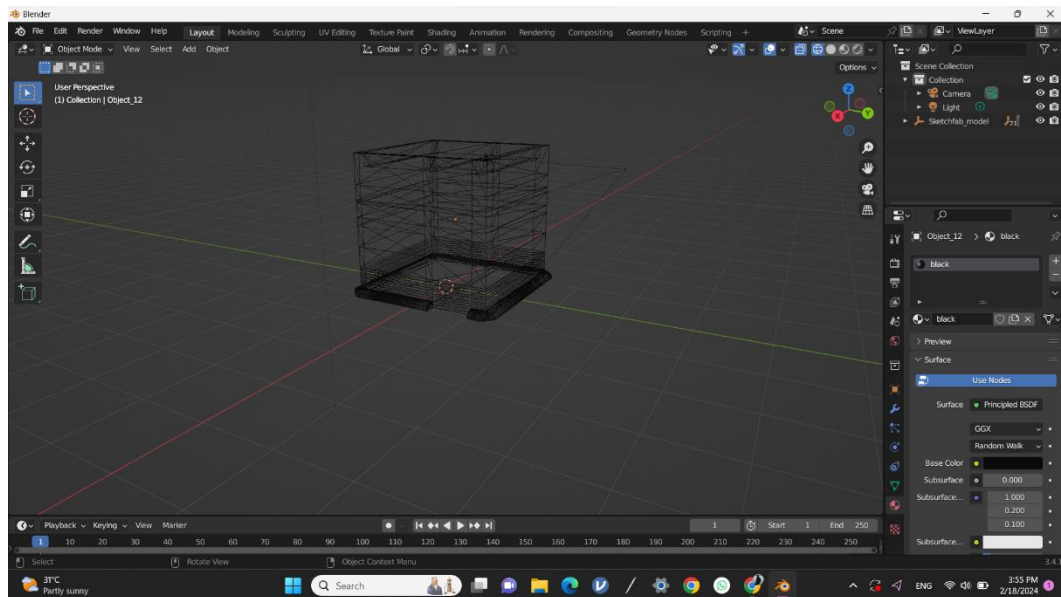 Blender
File Edit Render Window Help Layout Modeling Sculpting UV Editing Texture Paint Shading Animation Rendering Compositing Geometry Nodes Scripting + Scene ViewLayer
Object Mode View Select Add Object Global
Options
User Perspective
(1) Collection | Object_12
Z
Y
X
Scene Collection
Collection
Camera
Light
Sketchfab_model 21
Object_12 > black
black
black
Preview
Surface
Use Nodes
Surface Principled BSDF
GGX
Random Walk
Base Color
Subsurface 0.000
Subsurface... 1.000
0.200
0.100
Subsurface...
Playback Keying View Marker 1 Start 1 End 250
1 10 20 30 40 50 60 70 80 90 100 110 120 130 140 150 160 170 180 190 200 210 220 230 240 250
Select Rotate View Object Context Menu 3.4.1
31°C
Partly sunny
Search
ENG
3:55 PM
2/18/2024